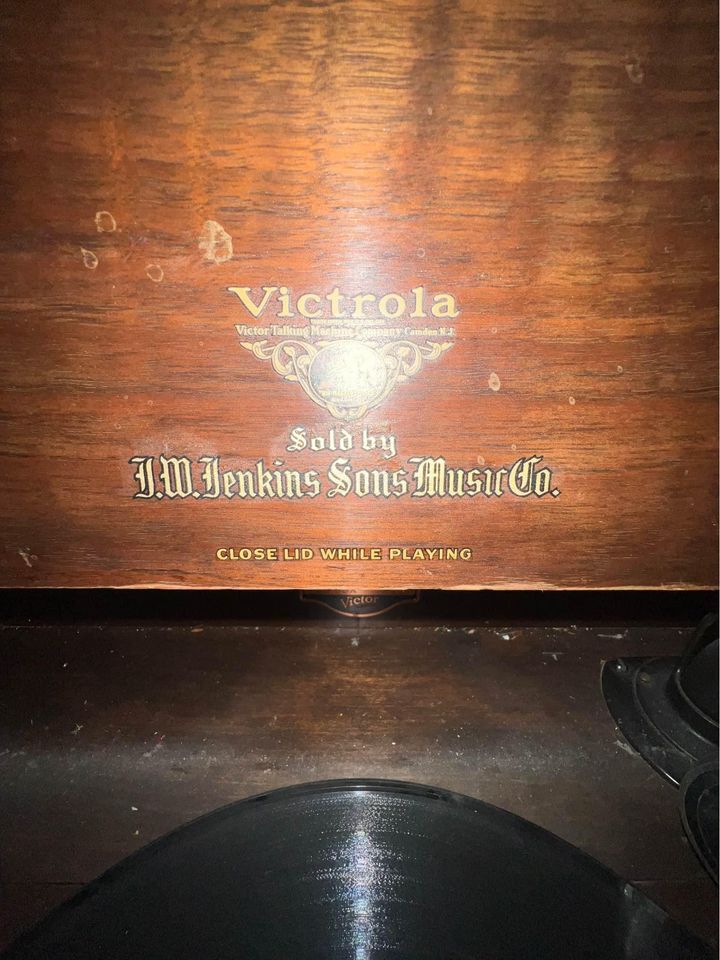 Victrola
Victor Talking Machine Company Camden N.J.
Sold by
J.W. Jenkins Sons Music Co.
CLOSE LID WHILE PLAYING
Victor